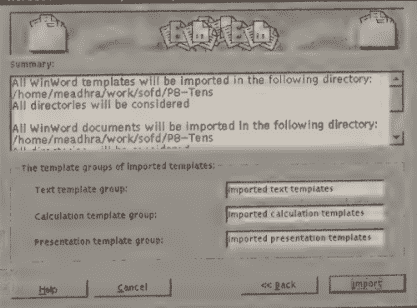 Summary:
All WinWord templates will be imported in the following directory:
/home/meadhra/work/sofd/P8-Tens
All directories will be considered
All WinWord documents will be imported in the following directory:
/home/meadhra/work/sofd/P8-Tens
The template groups of imported templates:
Text template group: Imported text templates
Calculation template group: Imported calculation templates
Presentation template group: Imported presentation templates
Help Cancel << Back Import